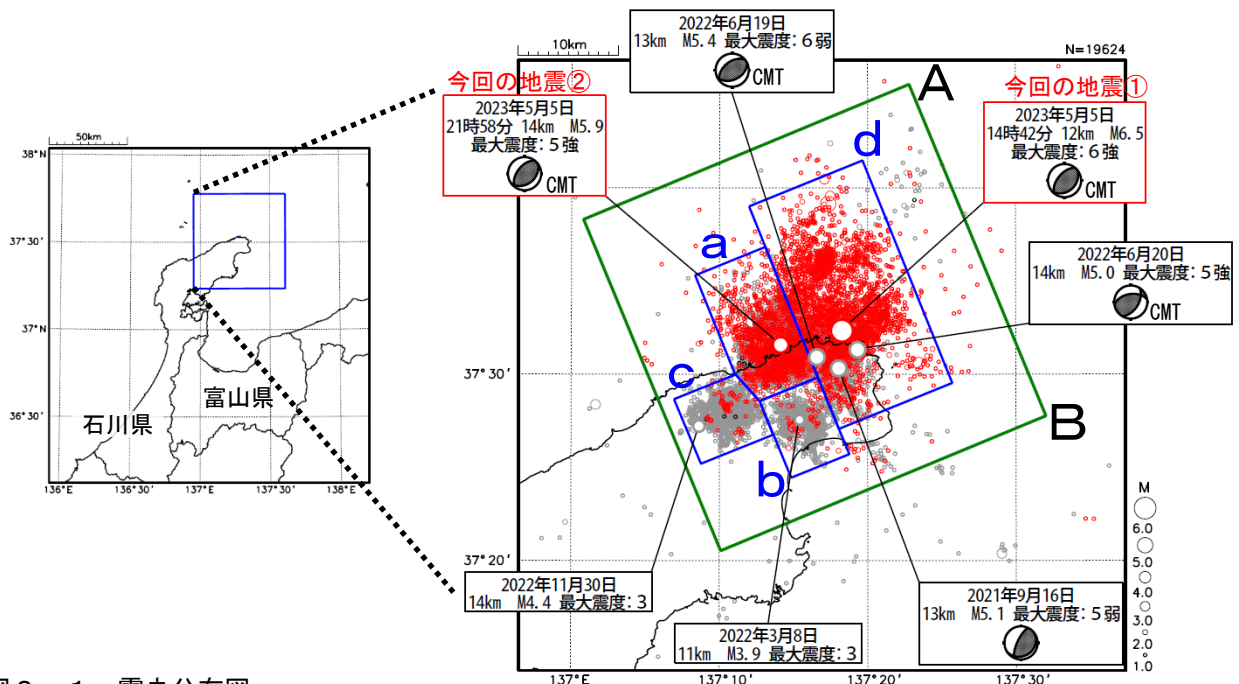 2022年6月19日
13km M5.4 最大震度:6弱
CMT
10km
N=19624
今回の地震②
2023年5月5日
21時58分 14km M5.9
最大震度:5強
CMT
今回の地震①
2023年5月5日
14時42分 12km M6.5
最大震度:6強
CMT
2022年6月20日
14km M5.0 最大震度:5強
CMT
A
B
a
b
c
d
50km
38°N
37°30′
37°N
36°30′
136°E
136°30′
137°E
137°30′
138°E
石川県
富山県
37°30′
37°20′
2022年11月30日
14km M4.4 最大震度:3
2022年3月8日
11km M3.9 最大震度:3
2021年9月16日
13km M5.1 最大震度:5弱
M
6.0
5.0
4.0
3.0
2.0
1.0
137°E
137°10′
137°20′
137°30′